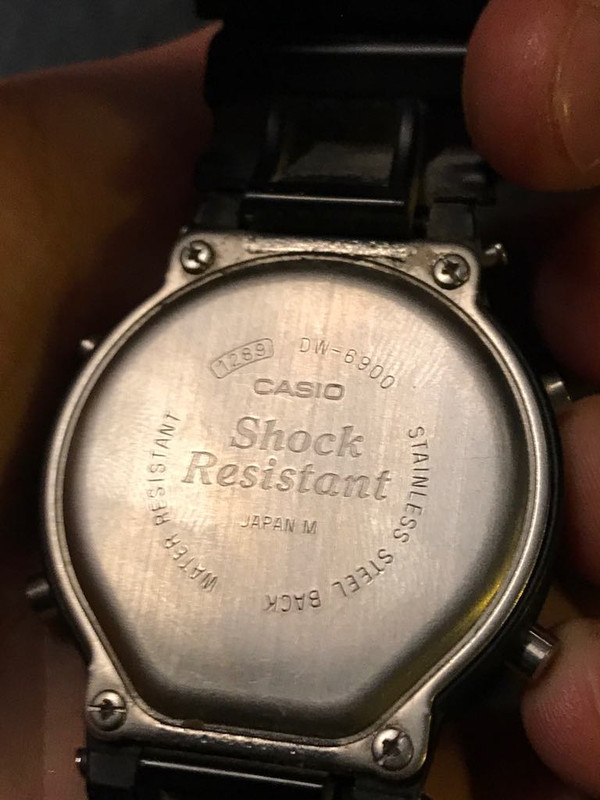 1289 DW-6900
CASIO
Shock
Resistant
JAPAN M
WATER RESISTANT
STAINLESS STEEL BACK